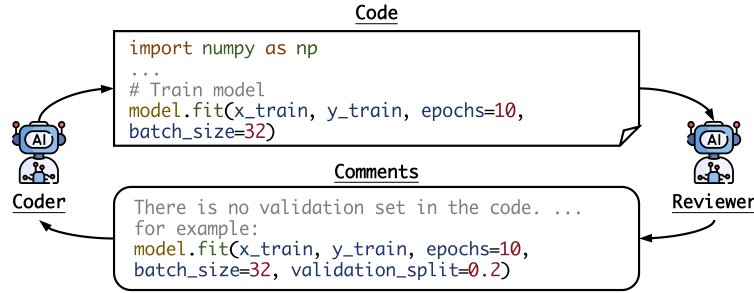 Code
import numpy as np
...
# Train model
model.fit(x_train, y_train, epochs=10,
batch_size=32)
AI
AI
Coder
Reviewer
Comments
There is no validation set in the code. ...
for example:
model.fit(x_train, y_train, epochs=10,
batch_size=32, validation_split=0.2)